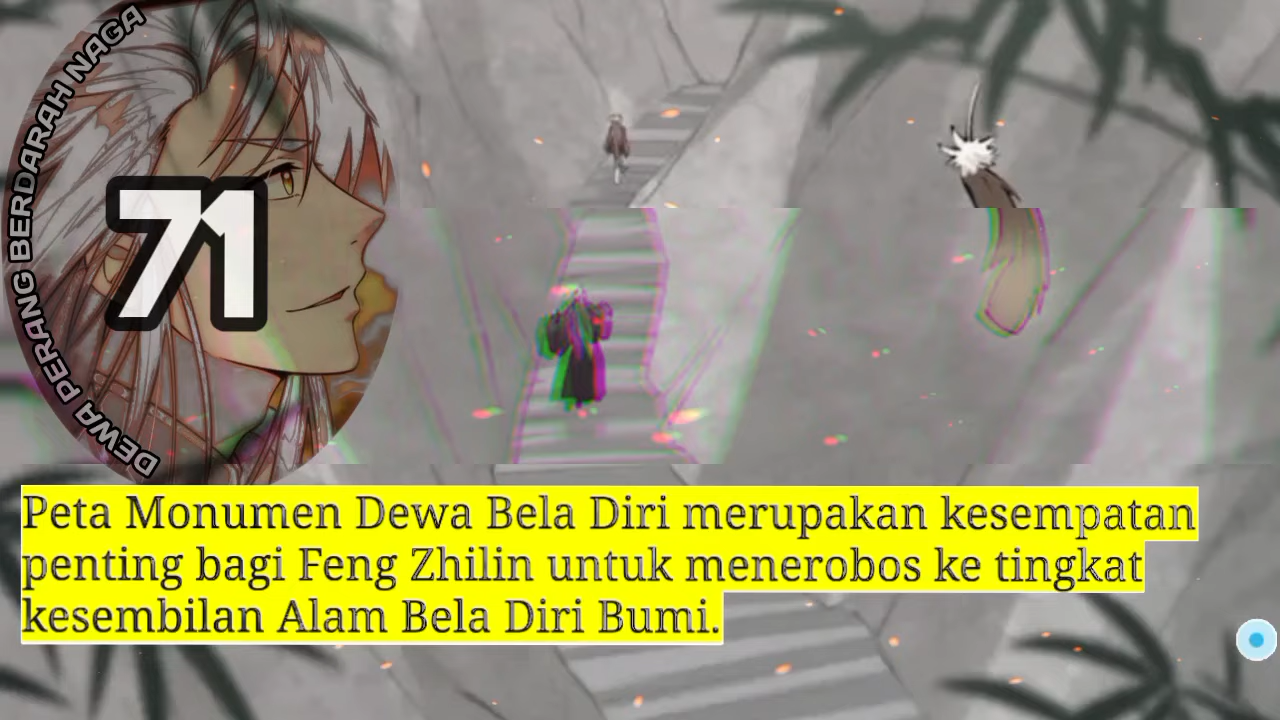 DEWA PERANG BERDARAH NAGA
71
Peta Monumen Dewa Bela Diri merupakan kesempatan
penting bagi Feng Zhilin untuk menerobos ke tingkat
kesembilan Alam Bela Diri Bumi.